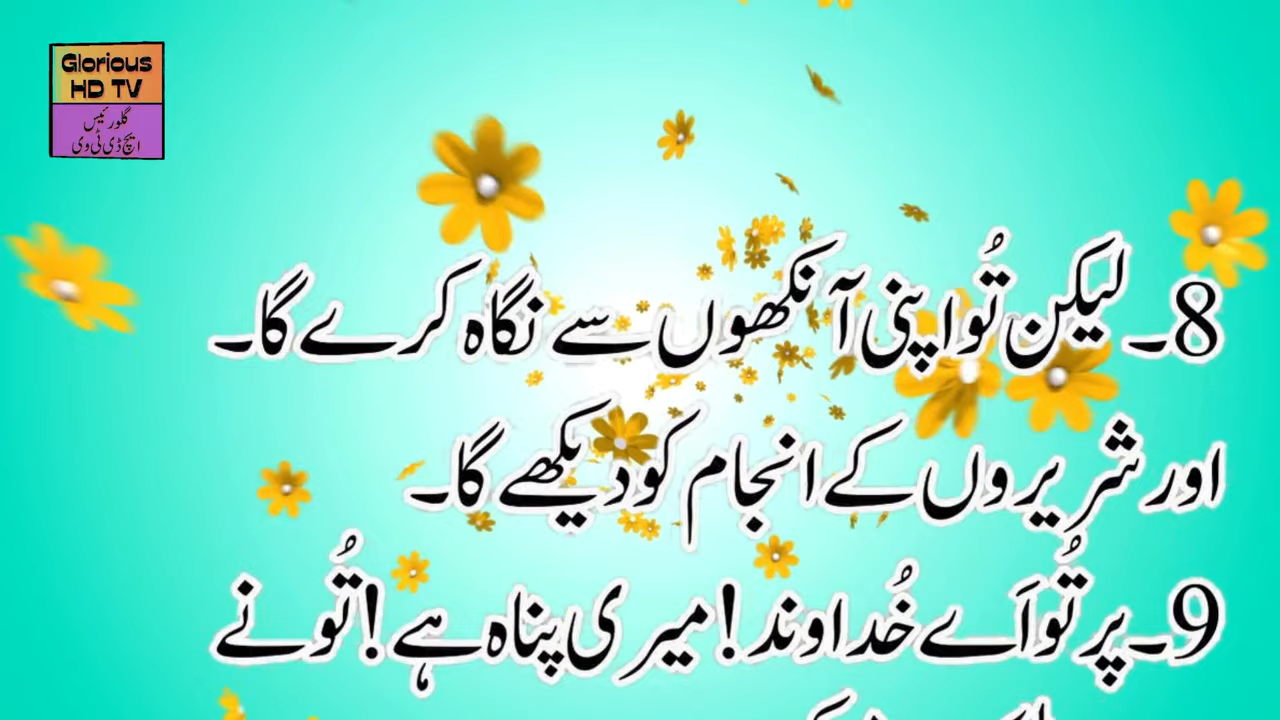 Glorious
HD TV
گلورئیس
ایچ ڈی ٹی وی
8۔ لیکن تُو اپنی آنکھوں سے نگاہ کرے گا۔
اور شریروں کے انجام کو دیکھے گا۔
9۔ پر تُو اَے خُداوند! میری پناہ ہے! تُو نے